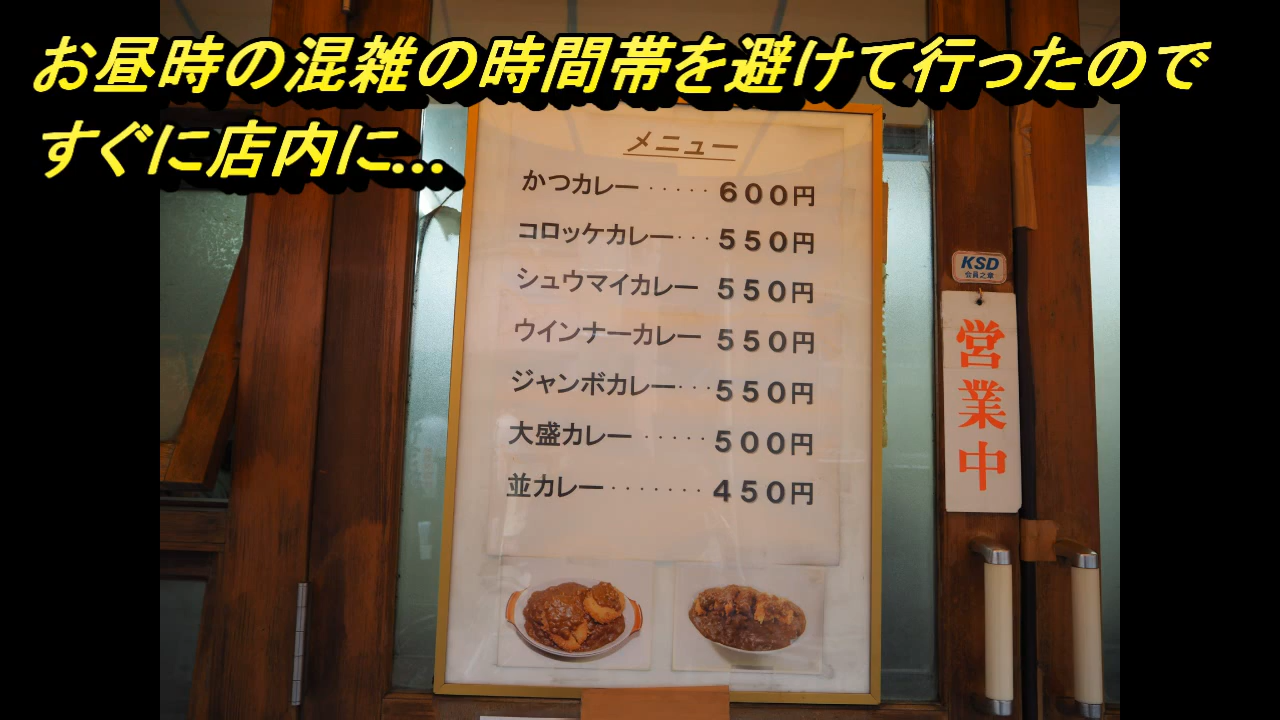 お昼時の混雑の時間帯を避けて行ったので
すぐに店内に...
メニュー
かつカレー ・・・・・ 600円
コロッケカレー・・・ 550円
シュウマイカレー 550円
ウインナーカレー 550円
ジャンボカレー・・・ 550円
大盛カレー ・・・・・ 500円
並カレー・・・・・・・ 450円
KSD
会員之章
営業中